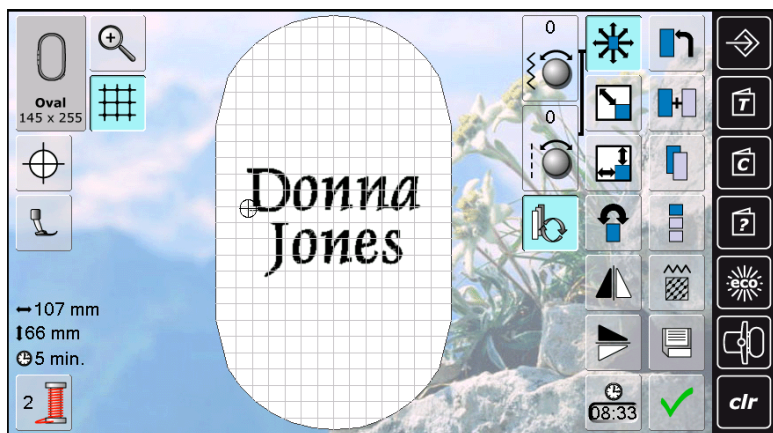 Oval
145 x 255
0
0
Donna
Jones
107 mm
66 mm
5 min.
2
08:33
T
C
?
eco
clr